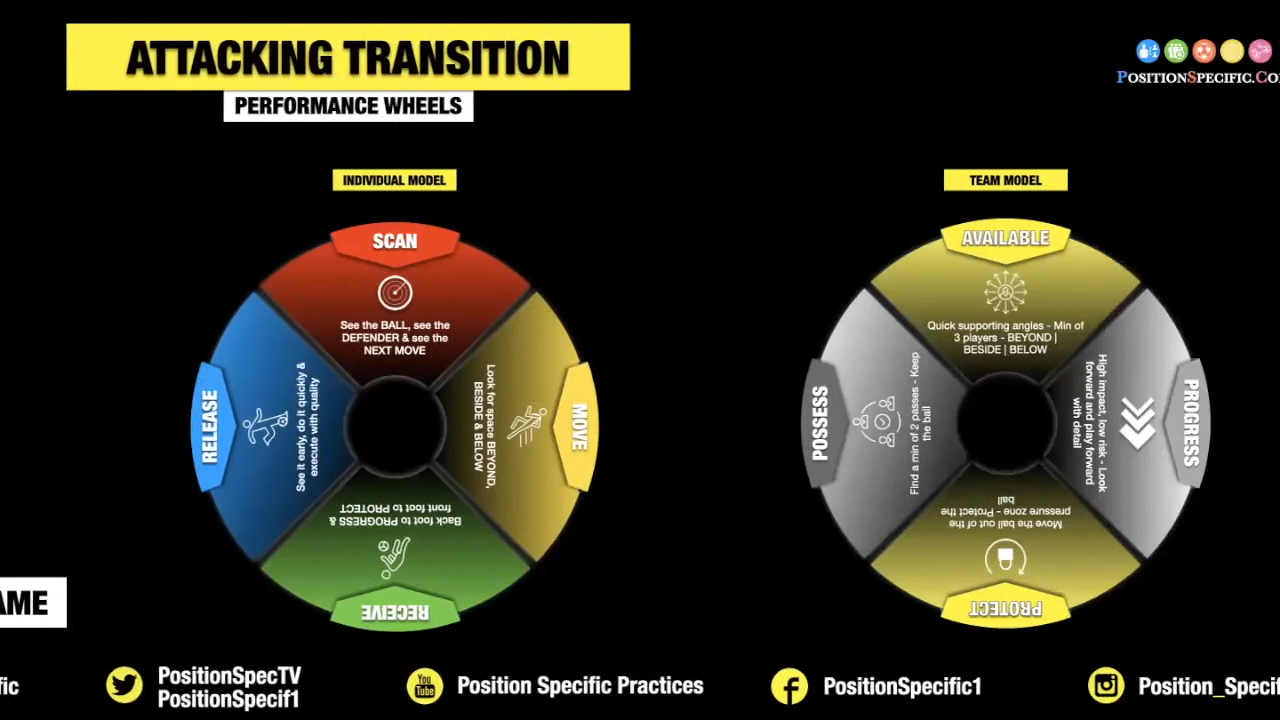 ATTACKING TRANSITION
PERFORMANCE WHEELS
POSITIONSPECIFIC.CO
INDIVIDUAL MODEL
SCAN
See the BALL, see the
DEFENDER & see the
NEXT MOVE
MOVE
Look for space BEYOND,
BESIDE & BELOW
RECEIVE
Back foot to PROGRESS &
front foot to PROTECT
RELEASE
See it early, do it quickly &
execute with quality
TEAM MODEL
AVAILABLE
Quick supporting angles - Min of
3 players - BEYOND |
BESIDE | BELOW
PROGRESS
High impact, low risk - Look
forward and play forward
with detail
PROTECT
Move the ball out of the
pressure zone - Protect the
ball
POSSESS
Find a min of 2 passes - Keep
the ball
AME
fic
PositionSpecTV
PositionSpecif1
You
Tube
Position Specific Practices
PositionSpecific1
Position_Specif